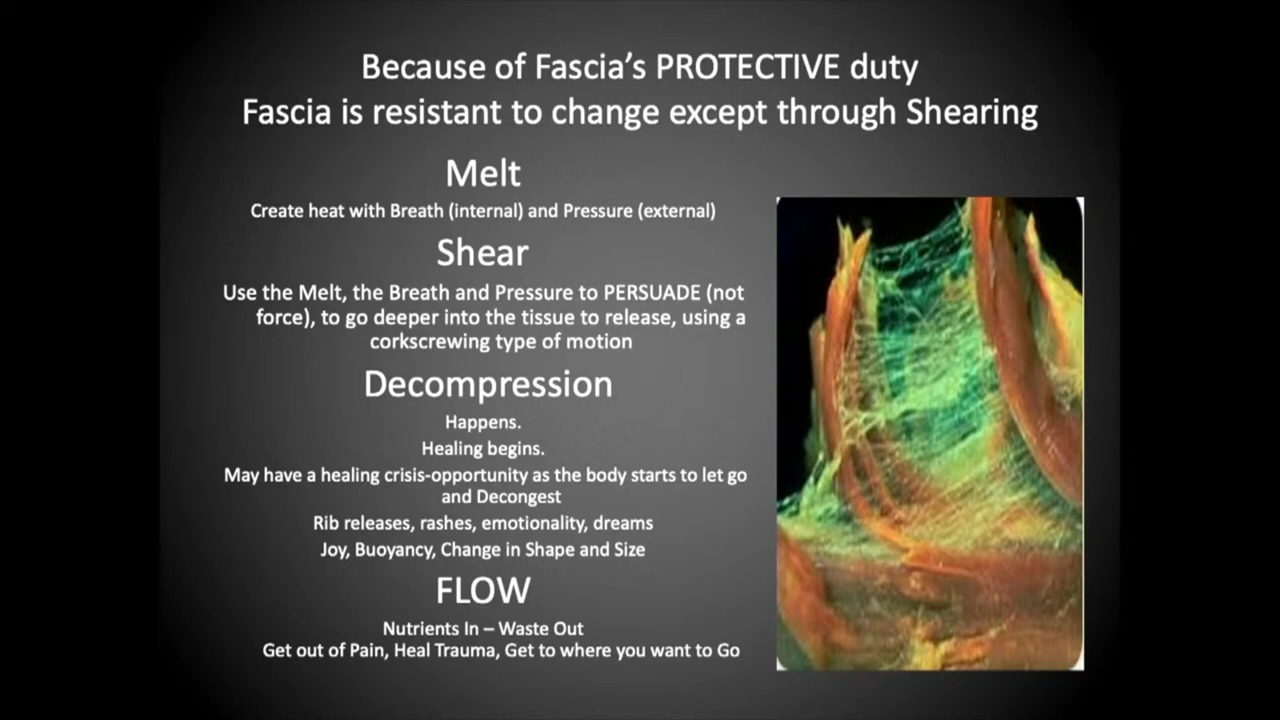 Because of Fascia's PROTECTIVE duty
Fascia is resistant to change except through Shearing
Melt
Create heat with Breath (internal) and Pressure (external)
Shear
Use the Melt, the Breath and Pressure to PERSUADE (not
force), to go deeper into the tissue to release, using a
corkscrewing type of motion
Decompression
Happens.
Healing begins.
May have a healing crisis-opportunity as the body starts to let go
and Decongest
Rib releases, rashes, emotionality, dreams
Joy, Buoyancy, Change in Shape and Size
FLOW
Nutrients In – Waste Out
Get out of Pain, Heal Trauma, Get to where you want to Go